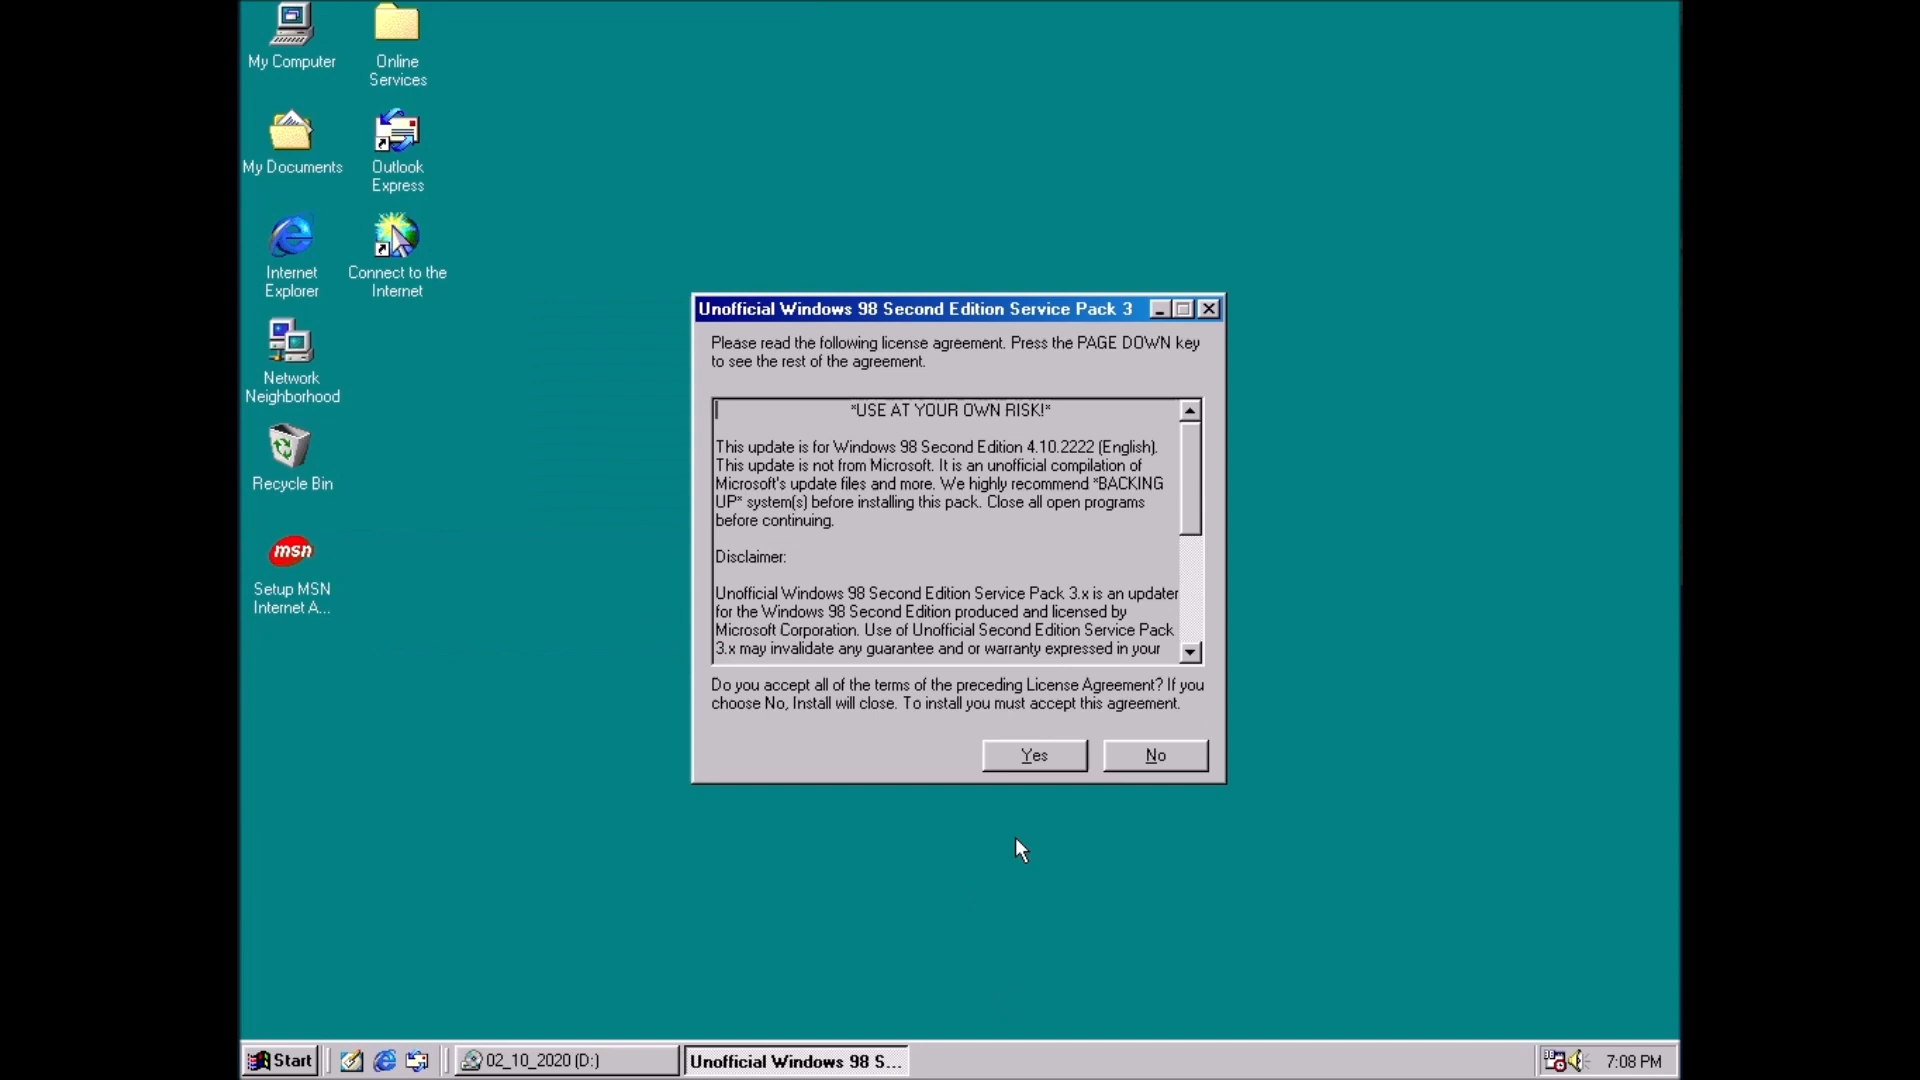 My Computer
Online
Services
My Documents
Outlook
Express
Internet
Explorer
Connect to the
Internet
Network
Neighborhood
Recycle Bin
msn
Setup MSN
Internet A...
Unofficial Windows 98 Second Edition Service Pack 3
Please read the following license agreement. Press the PAGE DOWN key
to see the rest of the agreement.
*USE AT YOUR OWN RISK!*
This update is for Windows 98 Second Edition 4.10.2222 (English).
This update is not from Microsoft. It is an unofficial compilation of
Microsoft's update files and more. We highly recommend *BACKING
UP* system(s) before installing this pack. Close all open programs
before continuing.
Disclaimer:
Unofficial Windows 98 Second Edition Service Pack 3.x is an updater
for the Windows 98 Second Edition produced and licensed by
Microsoft Corporation. Use of Unofficial Second Edition Service Pack
3.x may invalidate any guarantee and or warranty expressed in your
Do you accept all of the terms of the preceding License Agreement? If you
choose No, Install will close. To install you must accept this agreement.
Yes
No
Start
02_10_2020 (D:)
Unofficial Windows 98 S...
7:08 PM